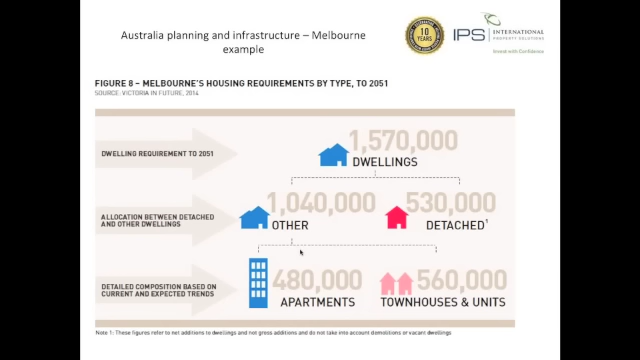 Australia planning and infrastructure – Melbourne
example
10
YEARS
IPS
INTERNATIONAL
PROPERTY SOLUTIONS
Invest with Confidence
FIGURE 8 – MELBOURNE'S HOUSING REQUIREMENTS BY TYPE, TO 2051
SOURCE: VICTORIA IN FUTURE, 2014
DWELLING REQUIREMENT TO 2051
1,570,000
DWELLINGS
ALLOCATION BETWEEN DETACHED
AND OTHER DWELLINGS
1,040,000
OTHER
530,000
DETACHED¹
DETAILED COMPOSITION BASED ON
CURRENT AND EXPECTED TRENDS
480,000
APARTMENTS
560,000
TOWNHOUSES & UNITS
Note 1: These figures refer to net additions to dwellings and not gross additions and do not take into account demolitions or vacant dwellings